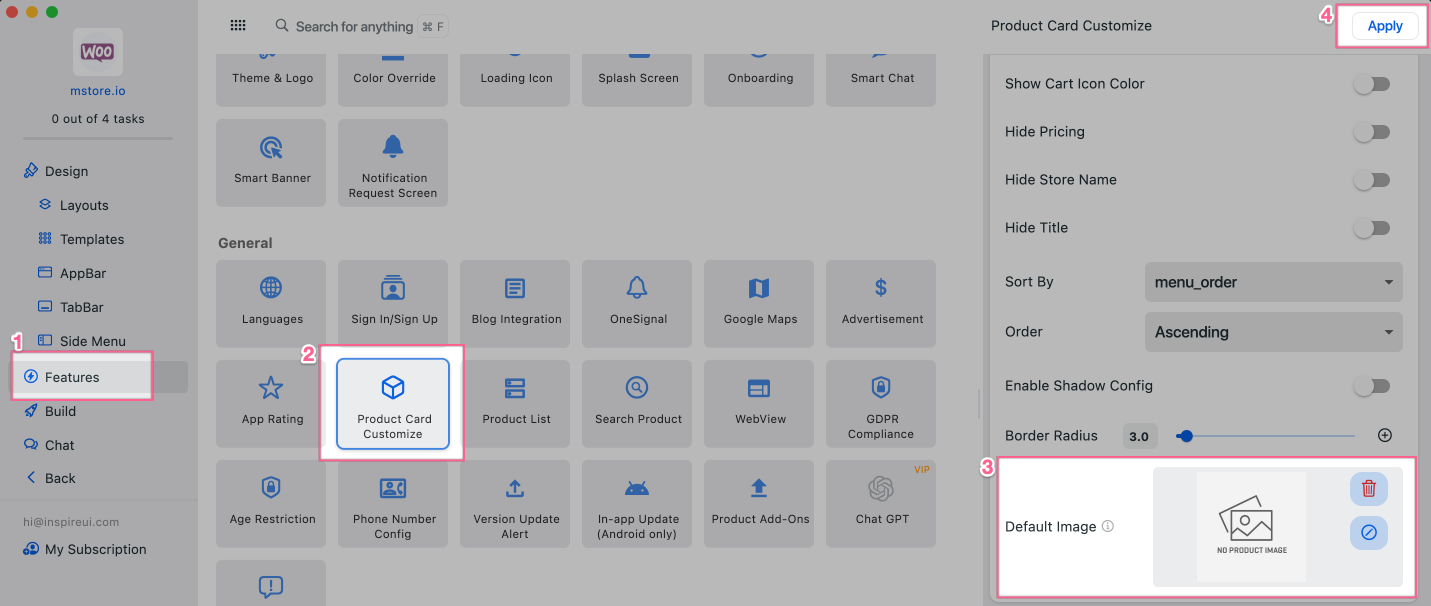 WOO
mstore.io
0 out of 4 tasks
Design
Layouts
Templates
AppBar
TabBar
Side Menu
1
Features
Build
Chat
Back
hi@inspireui.com
My Subscription
Search for anything ⌘ F
Theme & Logo
Color Override
Loading Icon
Splash Screen
Onboarding
Smart Chat
Smart Banner
Notification
Request Screen
General
Languages
Sign In/Sign Up
Blog Integration
OneSignal
Google Maps
$
Advertisement
App Rating
2
Product Card
Customize
Product List
Search Product
WebView
GDPR
Compliance
Age Restriction
Phone Number
Config
Version Update
Alert
In-app Update
(Android only)
Product Add-Ons
VIP
Chat GPT
Product Card Customize
4
Apply
Show Cart Icon Color
Hide Pricing
Hide Store Name
Hide Title
Sort By
menu_order
Order
Ascending
Enable Shadow Config
Border Radius
3.0
3
Default Image
NO PRODUCT IMAGE